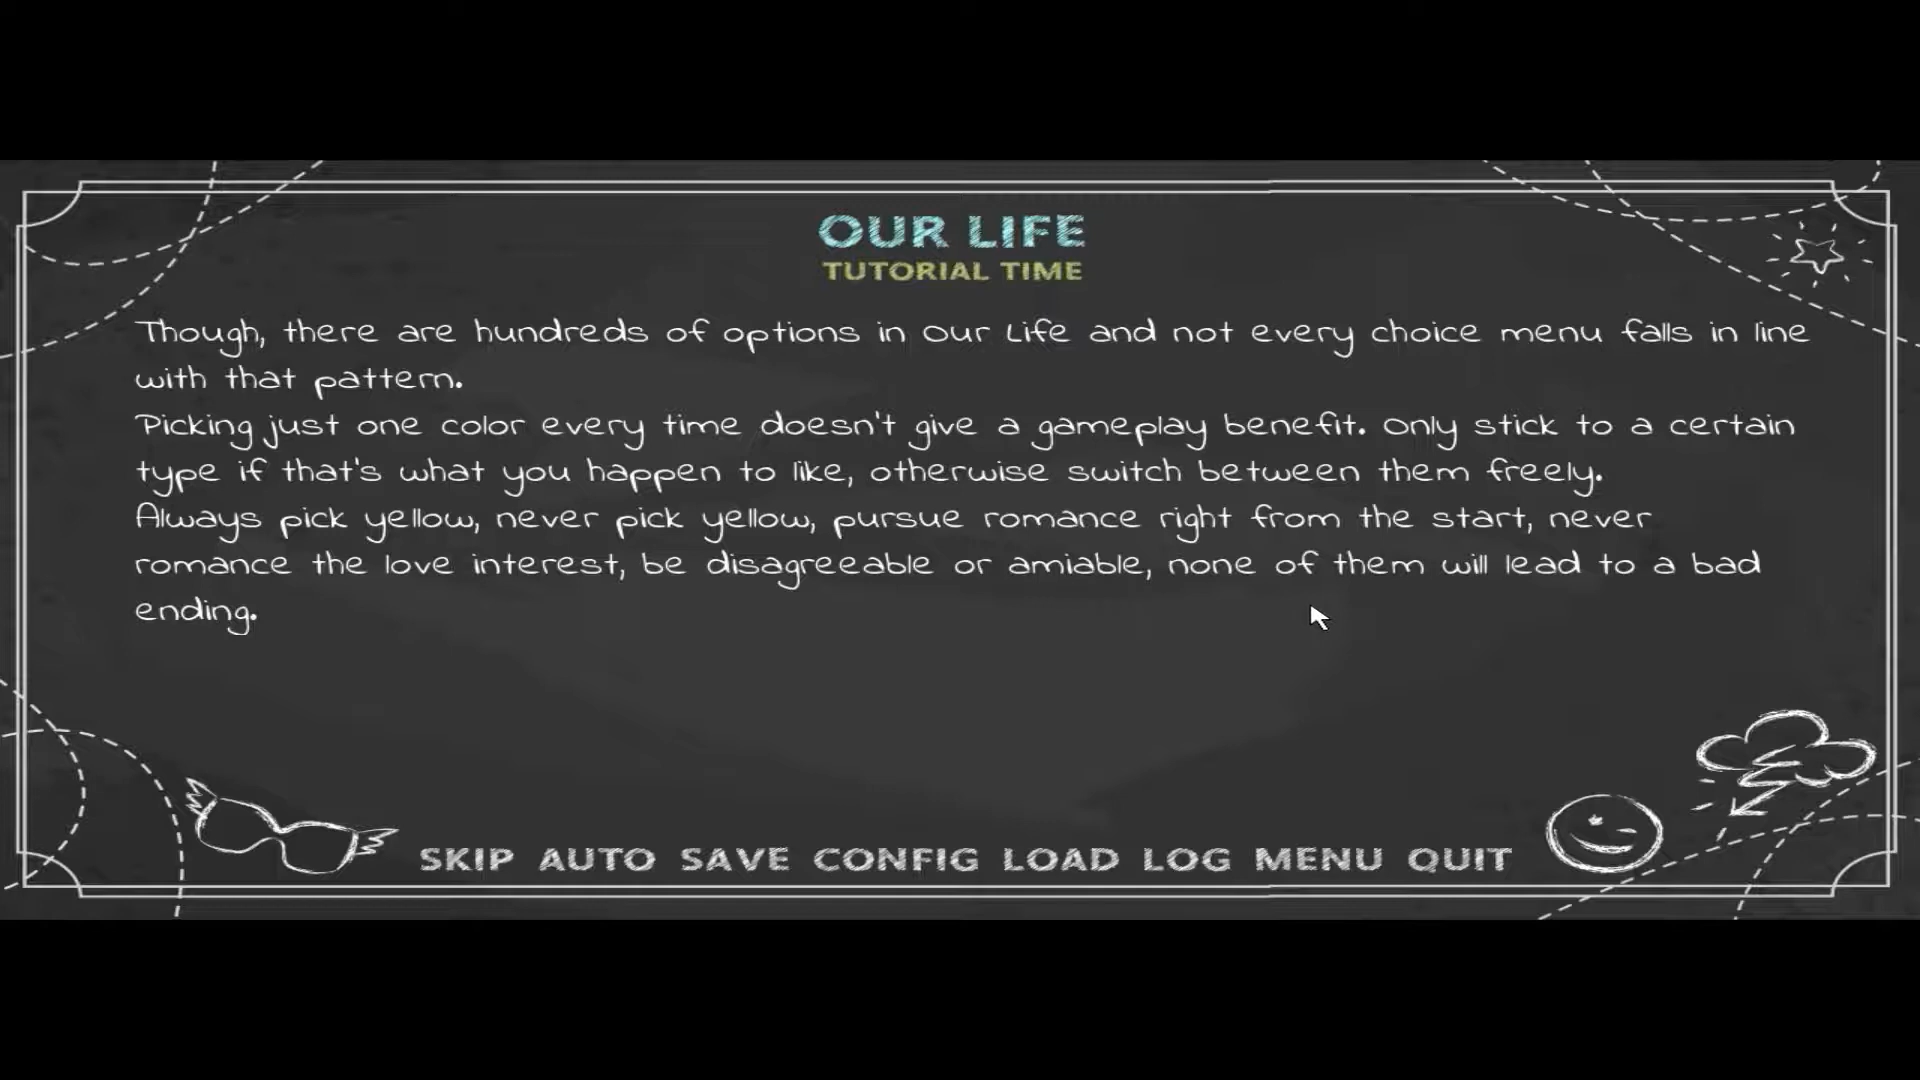 OUR LIFE
TUTORIAL TIME
Though, there are hundreds of options in Our Life and not every choice menu falls in line
with that pattern.
Picking just one color every time doesn't give a gameplay benefit. Only stick to a certain
type if that's what you happen to like, otherwise switch between them freely.
Always pick yellow, never pick yellow, pursue romance right from the start, never
romance the love interest, be disagreeable or amiable, none of them will lead to a bad
ending.
SKIP AUTO SAVE CONFIG LOAD LOG MENU QUIT